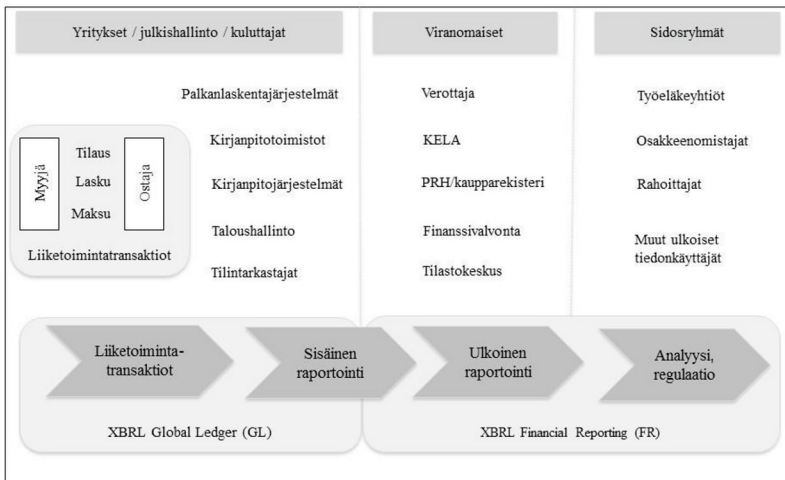 Yritykset / julkishallinto / kuluttajat
Viranomaiset
Sidosryhmät
Palkanlaskentajärjestelmät
Kirjanpitotoimistot
Kirjanpitojärjestelmät
Taloushallinto
Tilintarkastajat
Myyjä
Tilaus
Lasku
Maksu
Ostaja
Liiketoimintatransaktiot
Verottaja
KELA
PRH/kaupparekisteri
Finanssivalvonta
Tilastokeskus
Työeläkeyhtiöt
Osakkeenomistajat
Rahoittajat
Muut ulkoiset
tiedonkäyttäjät
Liiketoiminta-
transaktiot
Sisäinen
raportointi
Ulkoinen
raportointi
Analyysi,
regulaatio
XBRL Global Ledger (GL)
XBRL Financial Reporting (FR)